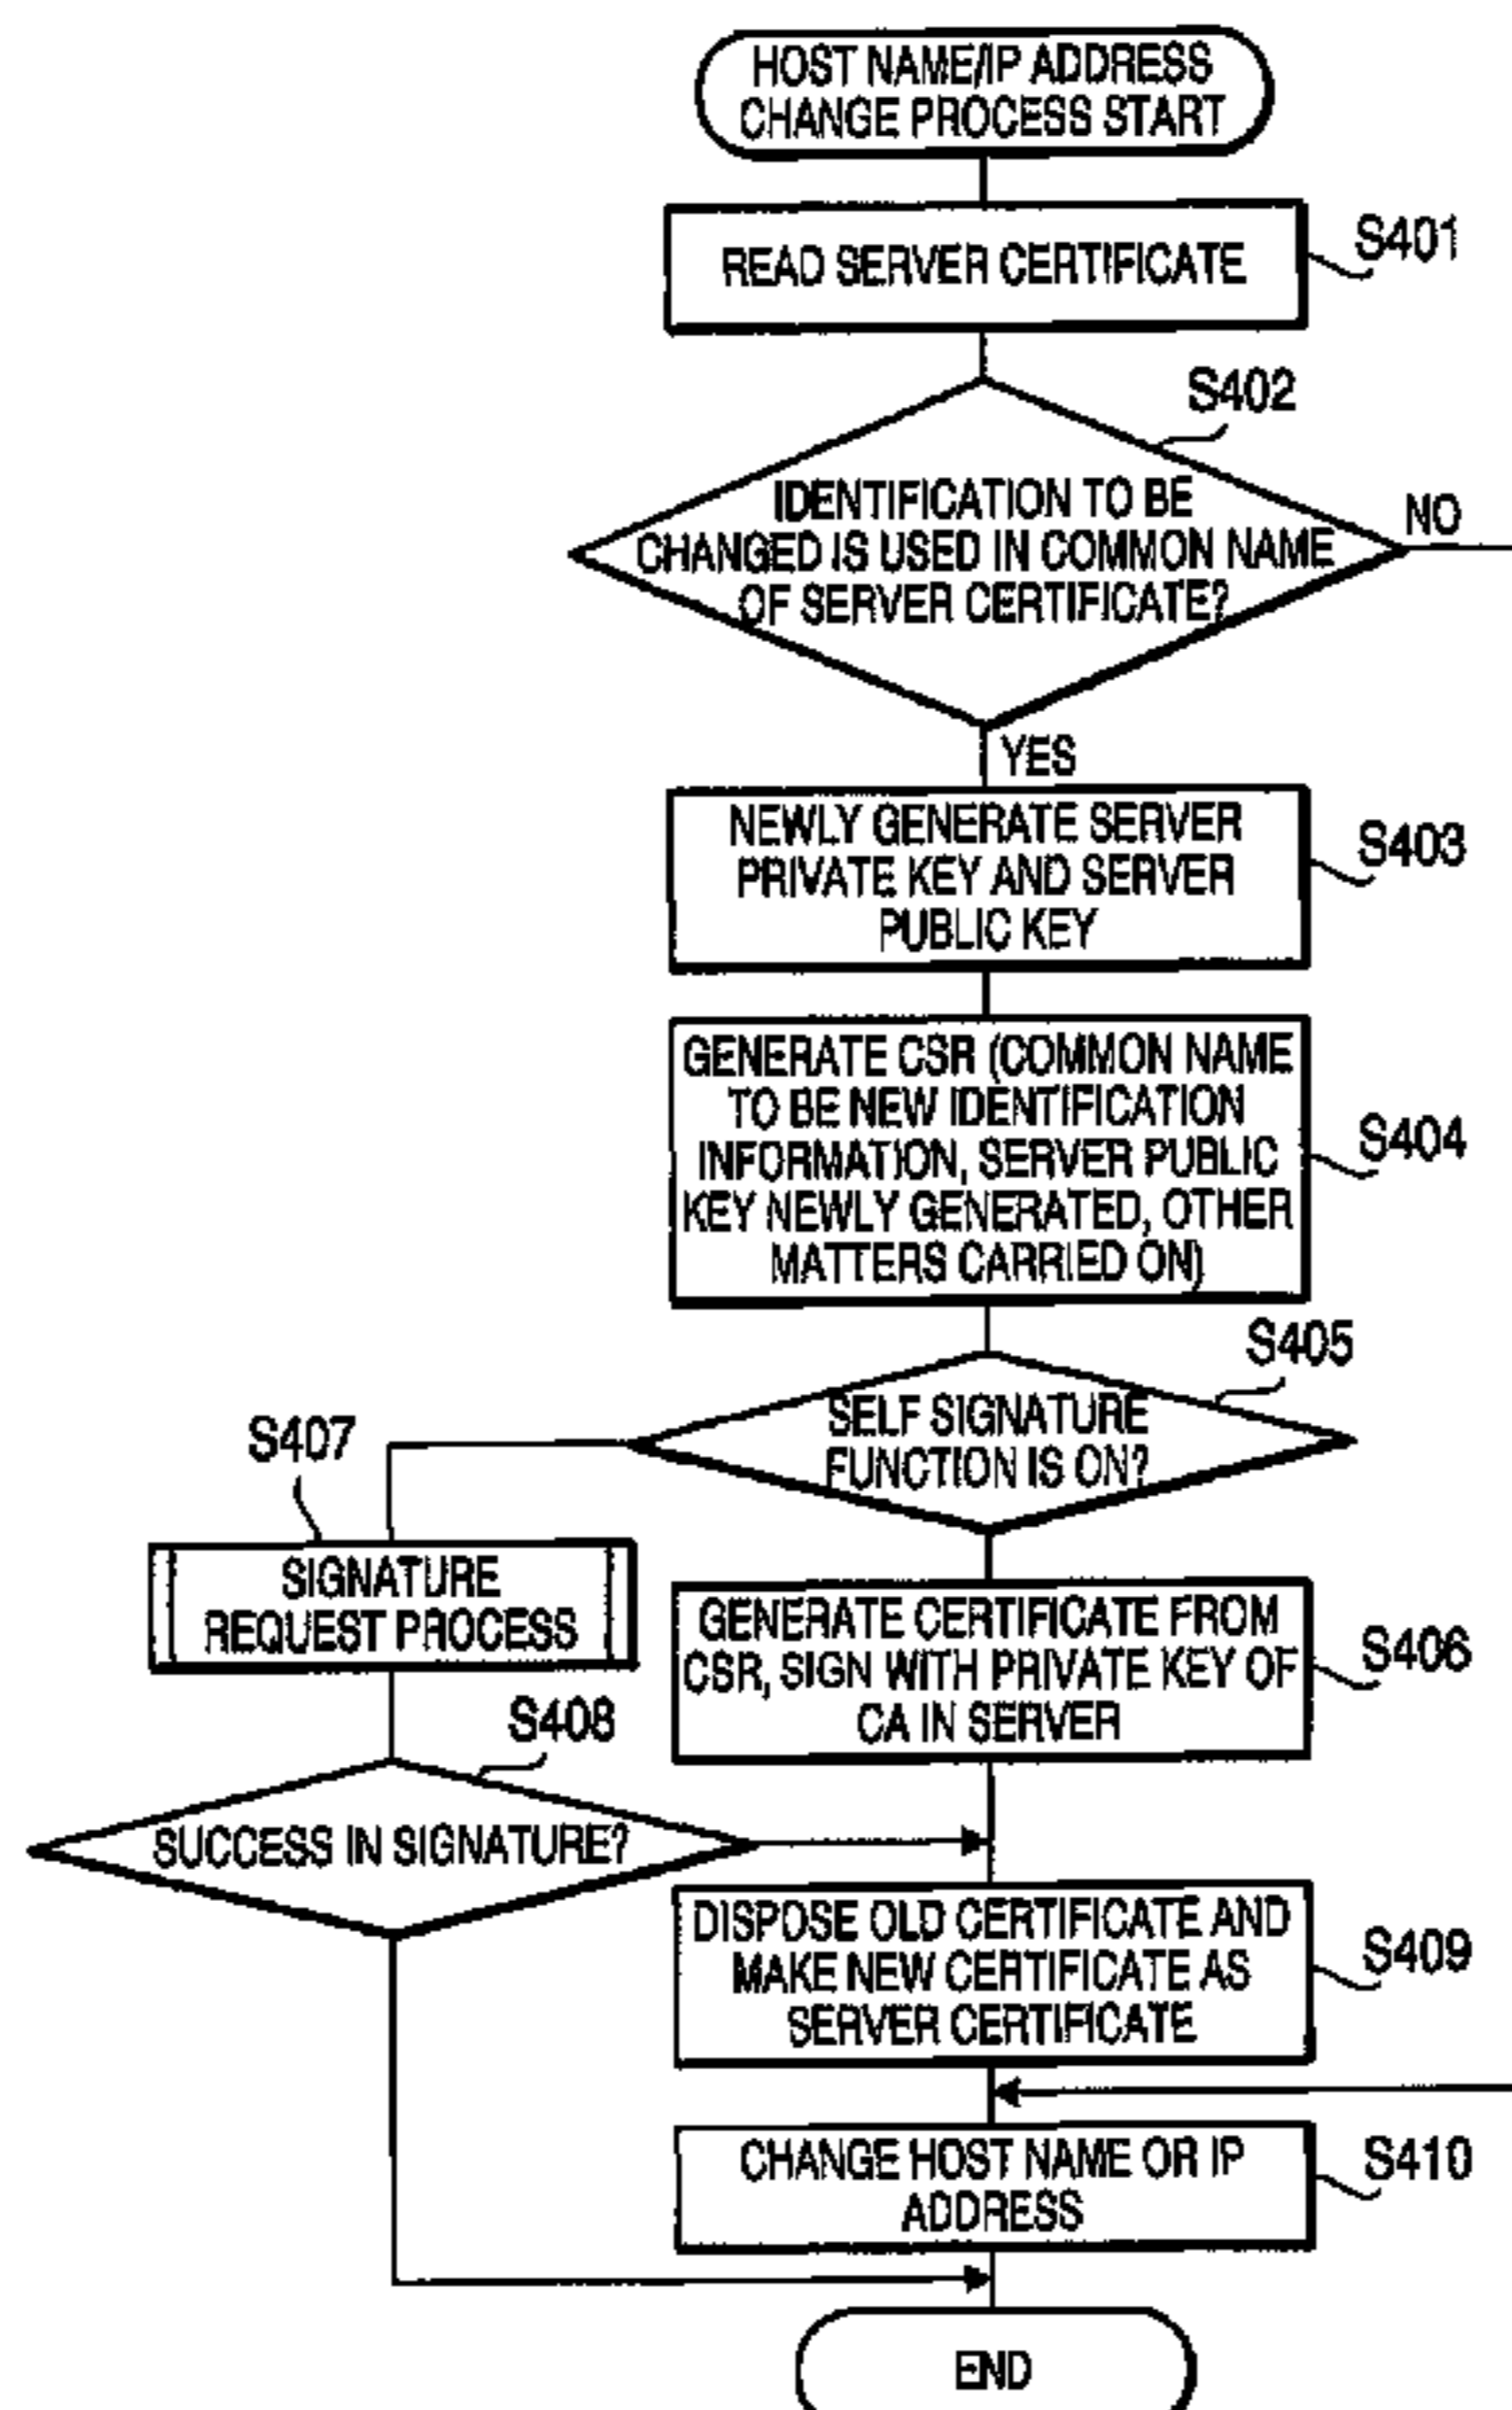 HOST NAME/IP ADDRESS
CHANGE PROCESS START
READ SERVER CERTIFICATE
S401
S402
IDENTIFICATION TO BE
CHANGED IS USED IN COMMON NAME
OF SERVER CERTIFICATE?
NO
YES
NEWLY GENERATE SERVER
PRIVATE KEY AND SERVER
PUBLIC KEY
S403
GENERATE CSR (COMMON NAME
TO BE NEW IDENTIFICATION
INFORMATION, SERVER PUBLIC
KEY NEWLY GENERATED, OTHER
MATTERS CARRIED ON)
S404
S405
SELF SIGNATURE
FUNCTION IS ON?
S407
SIGNATURE
REQUEST PROCESS
GENERATE CERTIFICATE FROM
CSR, SIGN WITH PRIVATE KEY OF
CA IN SERVER
S406
S408
SUCCESS IN SIGNATURE?
DISPOSE OLD CERTIFICATE AND
MAKE NEW CERTIFICATE AS
SERVER CERTIFICATE
S409
CHANGE HOST NAME OR IP
ADDRESS
S410
END